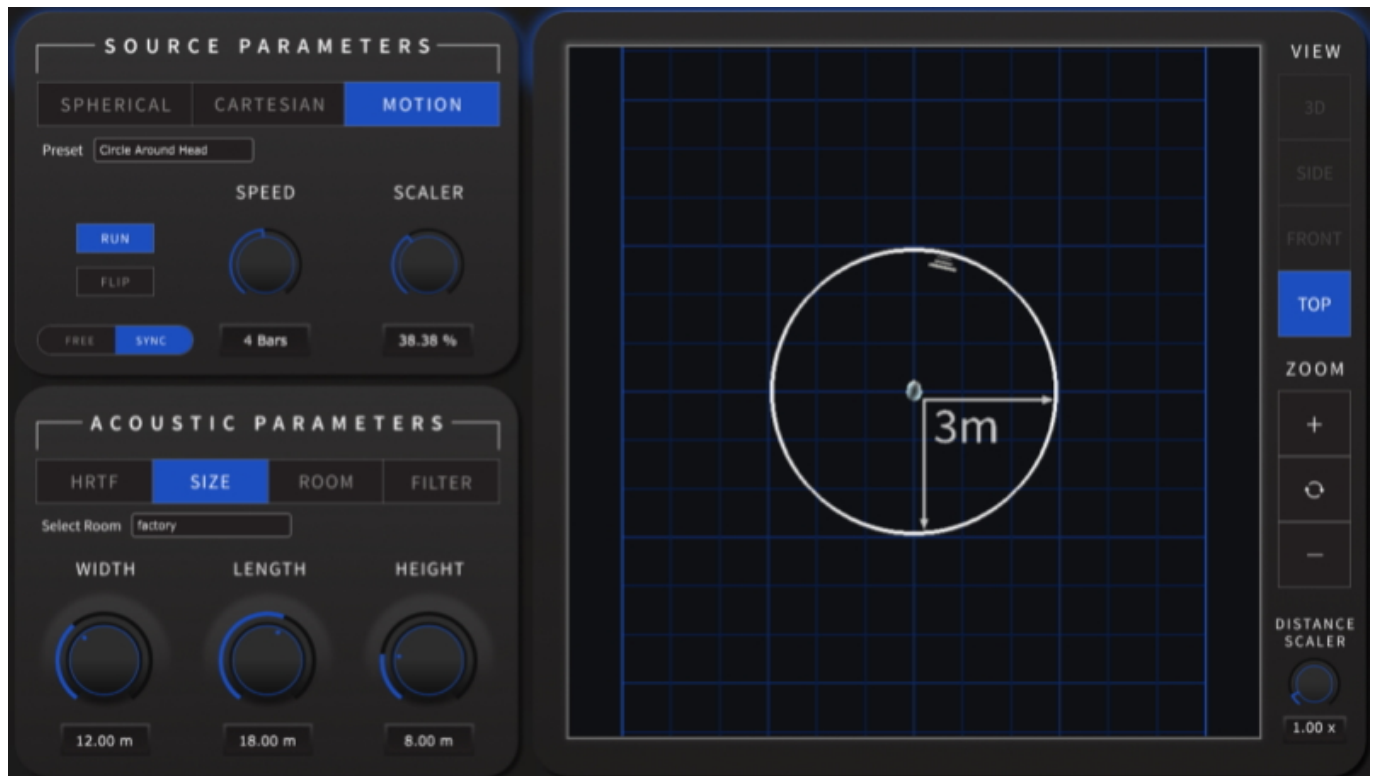 SOURCE PARAMETERS
SPHERICAL CARTESIAN MOTION
Preset Circle Around Head
SPEED SCALER
RUN
FLIP
FREE SYNC 4 Bars 38.38 %
ACOUSTIC PARAMETERS
HRTF SIZE ROOM FILTER
Select Room factory
WIDTH LENGTH HEIGHT
12.00 m 18.00 m 8.00 m
3m
VIEW
3D
SIDE
FRONT
TOP
ZOOM
+
−
DISTANCE
SCALER
1.00 x